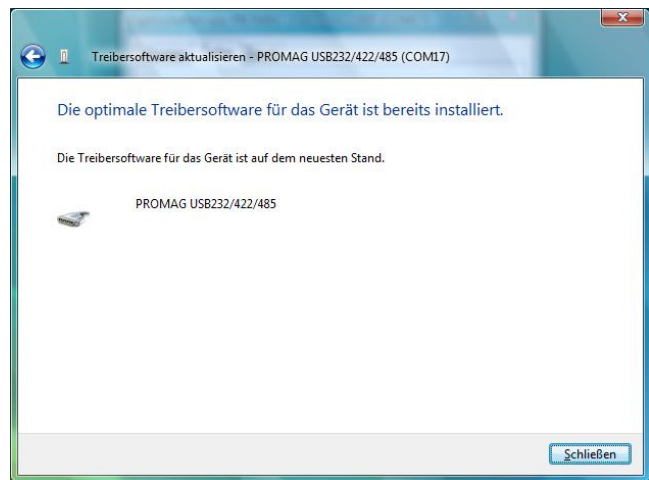 Treibersoftware aktualisieren - PROMAG USB232/422/485 (COM17)
Die optimale Treibersoftware für das Gerät ist bereits installiert.
Die Treibersoftware für das Gerät ist auf dem neuesten Stand.
PROMAG USB232/422/485
Schließen